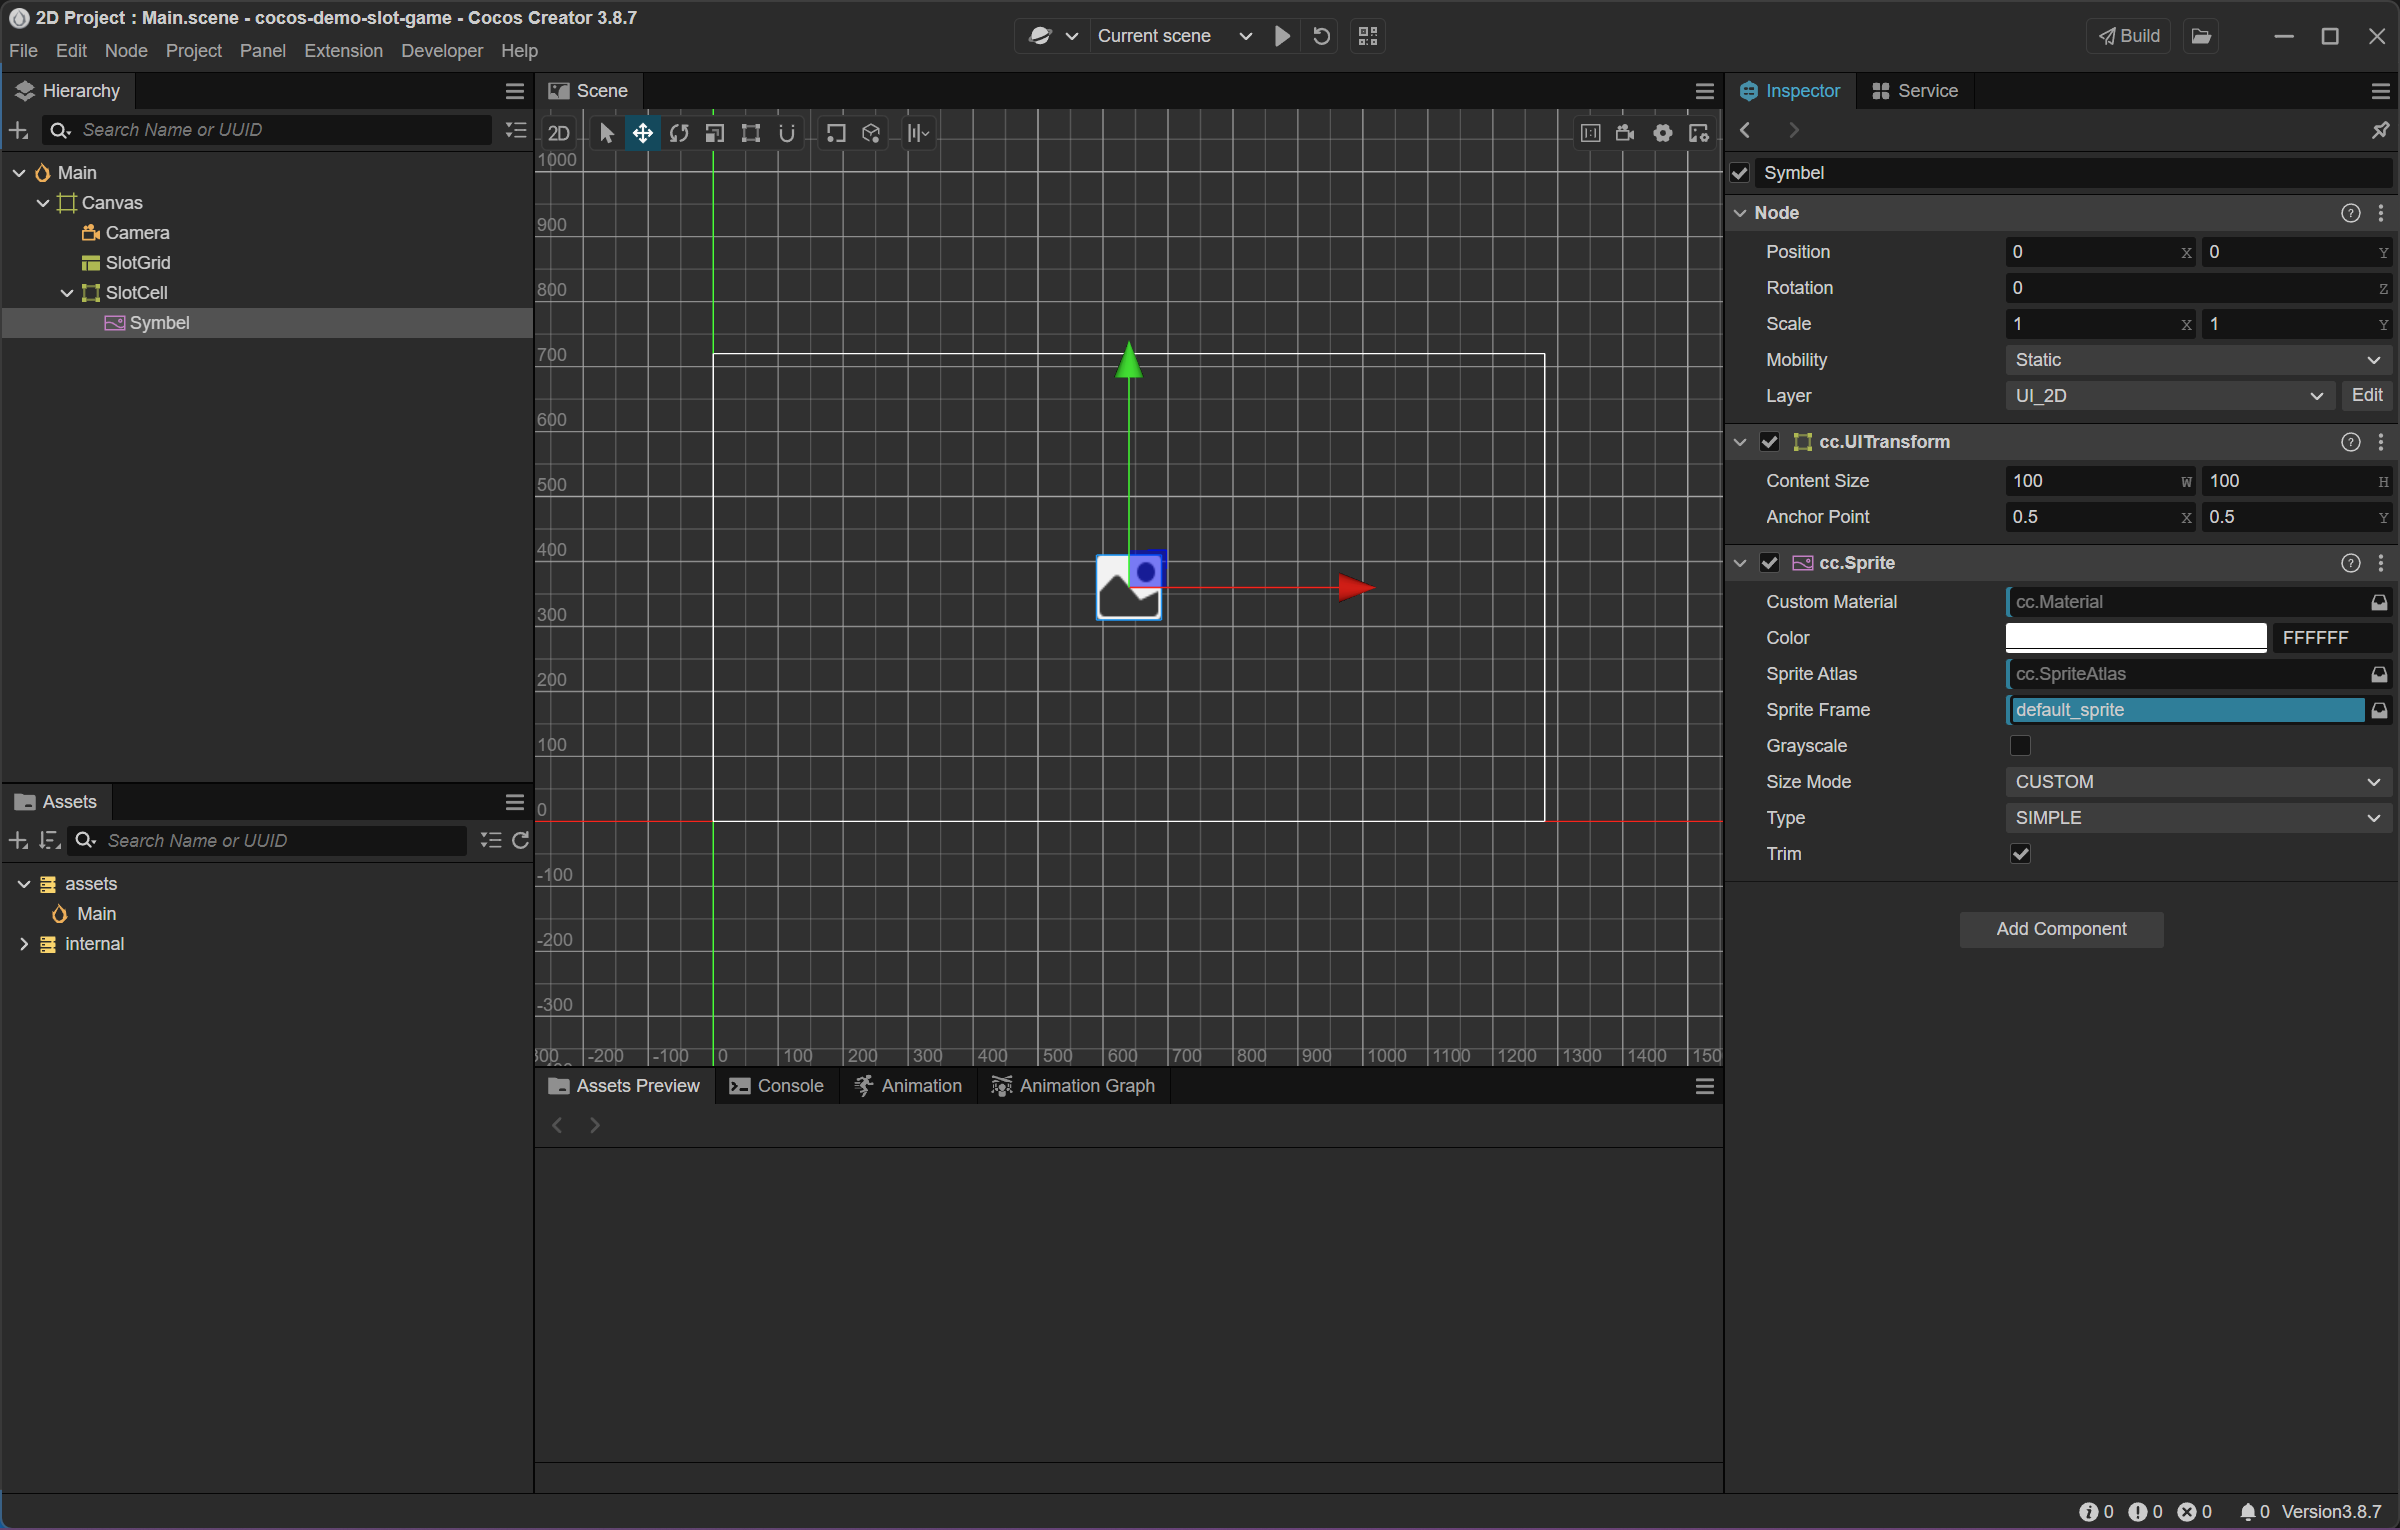 2D Project : Main.scene - cocos-demo-slot-game - Cocos Creator 3.8.7
File Edit Node Project Panel Extension Developer Help
Current scene
Build
Hierarchy
Search Name or UUID
Main
Canvas
Camera
SlotGrid
SlotCell
Symbel
Assets
Search Name or UUID
assets
Main
internal
Scene
2D
1000
900
800
700
600
500
400
300
200
100
0
-100
-200
-300
-200 -100 0 100 200 300 400 500 600 700 800 900 1000 1100 1200 1300 1400 150
Assets Preview Console Animation Animation Graph
Inspector Service
Symbel
Node
Position 0 X 0 Y
Rotation 0 Z
Scale 1 X 1 Y
Mobility Static
Layer UI_2D Edit
cc.UITransform
Content Size 100 W 100 H
Anchor Point 0.5 X 0.5 Y
cc.Sprite
Custom Material cc.Material
Color FFFFFF
Sprite Atlas cc.SpriteAtlas
Sprite Frame default_sprite
Grayscale
Size Mode CUSTOM
Type SIMPLE
Trim
Add Component
0 0 0 0 Version3.8.7